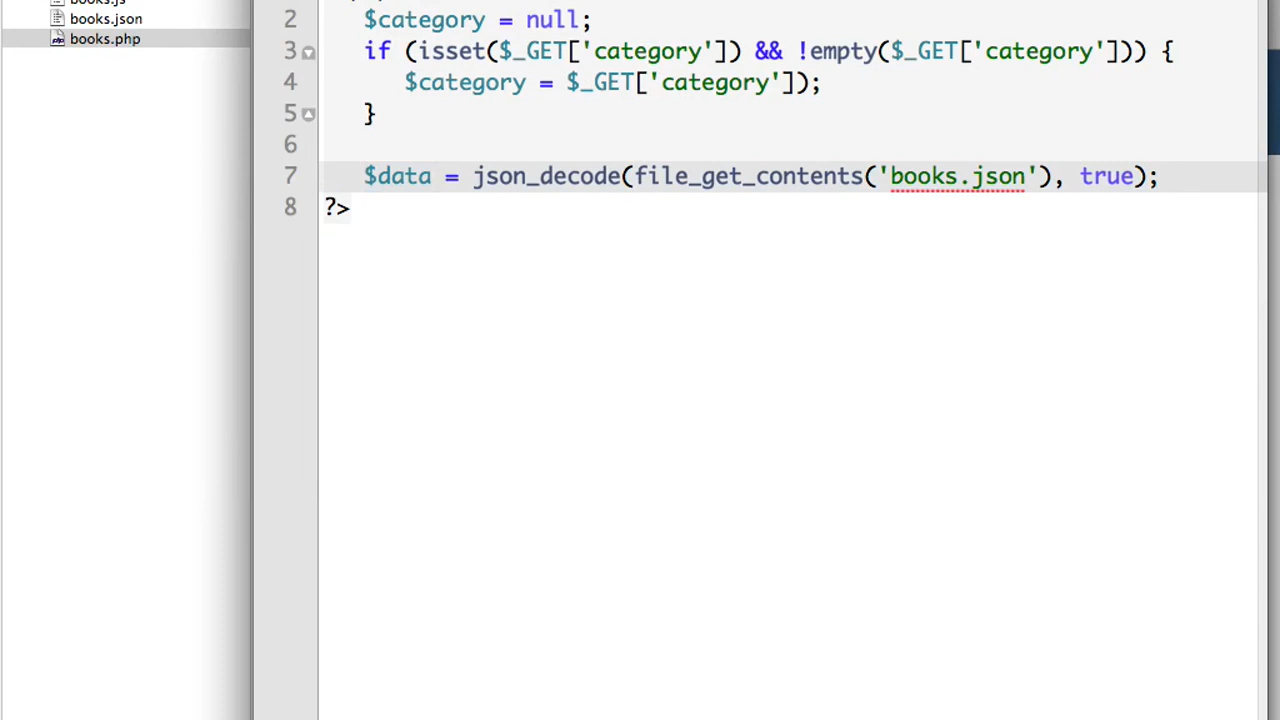 books.js
books.json
books.php
2 $category = null;
3 if (isset($_GET['category']) && !empty($_GET['category'])) {
4 $category = $_GET['category']);
5 }
6
7 $data = json_decode(file_get_contents('books.json'), true);
8 ?>